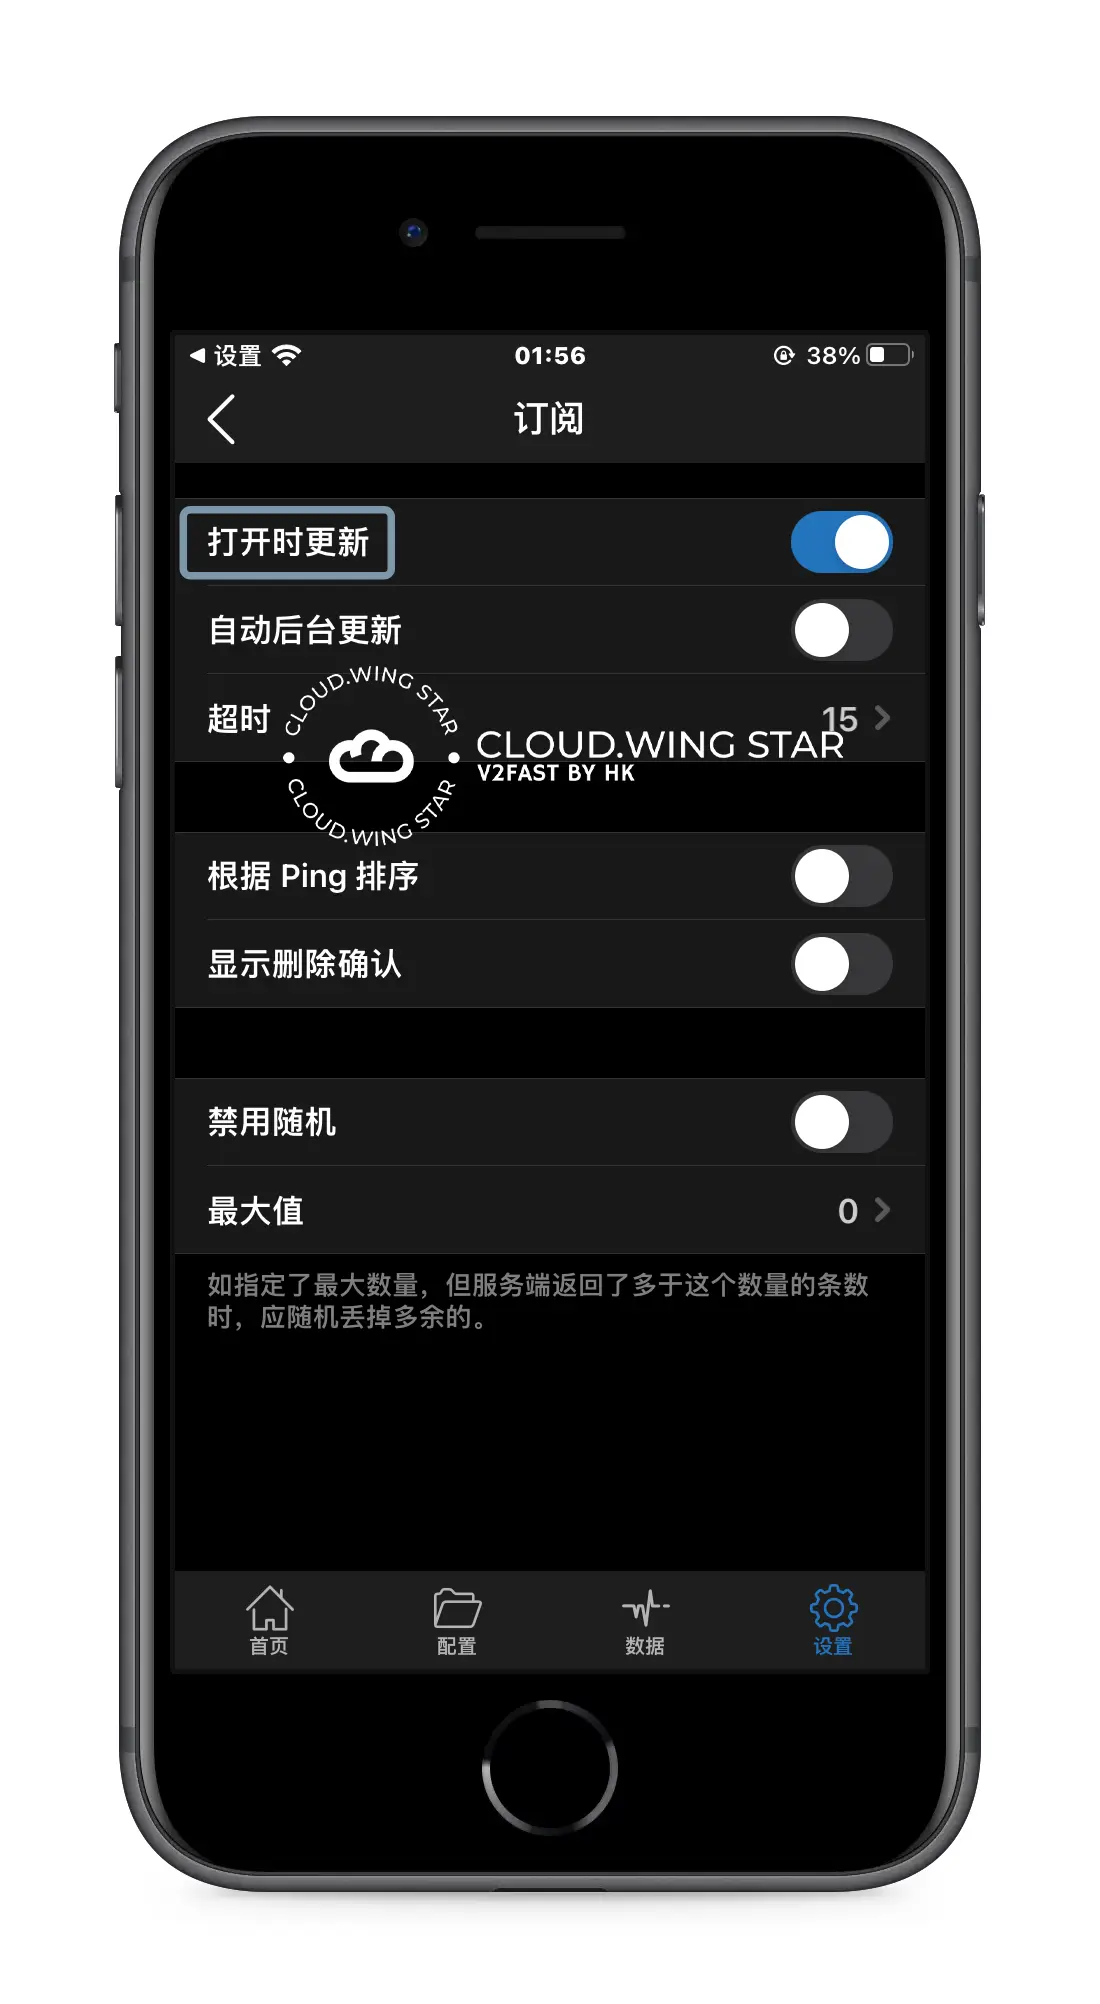 设置
01:56
38%
订阅
打开时更新
自动后台更新
超时
15
CLOUD.WING STAR
CLOUD.WING STAR
V2FAST BY HK
CLOUD.WING STAR
根据 Ping 排序
显示删除确认
禁用随机
最大值
0
如指定了最大数量，但服务端返回了多于这个数量的条数
时，应随机丢掉多余的。
首页
配置
数据
设置